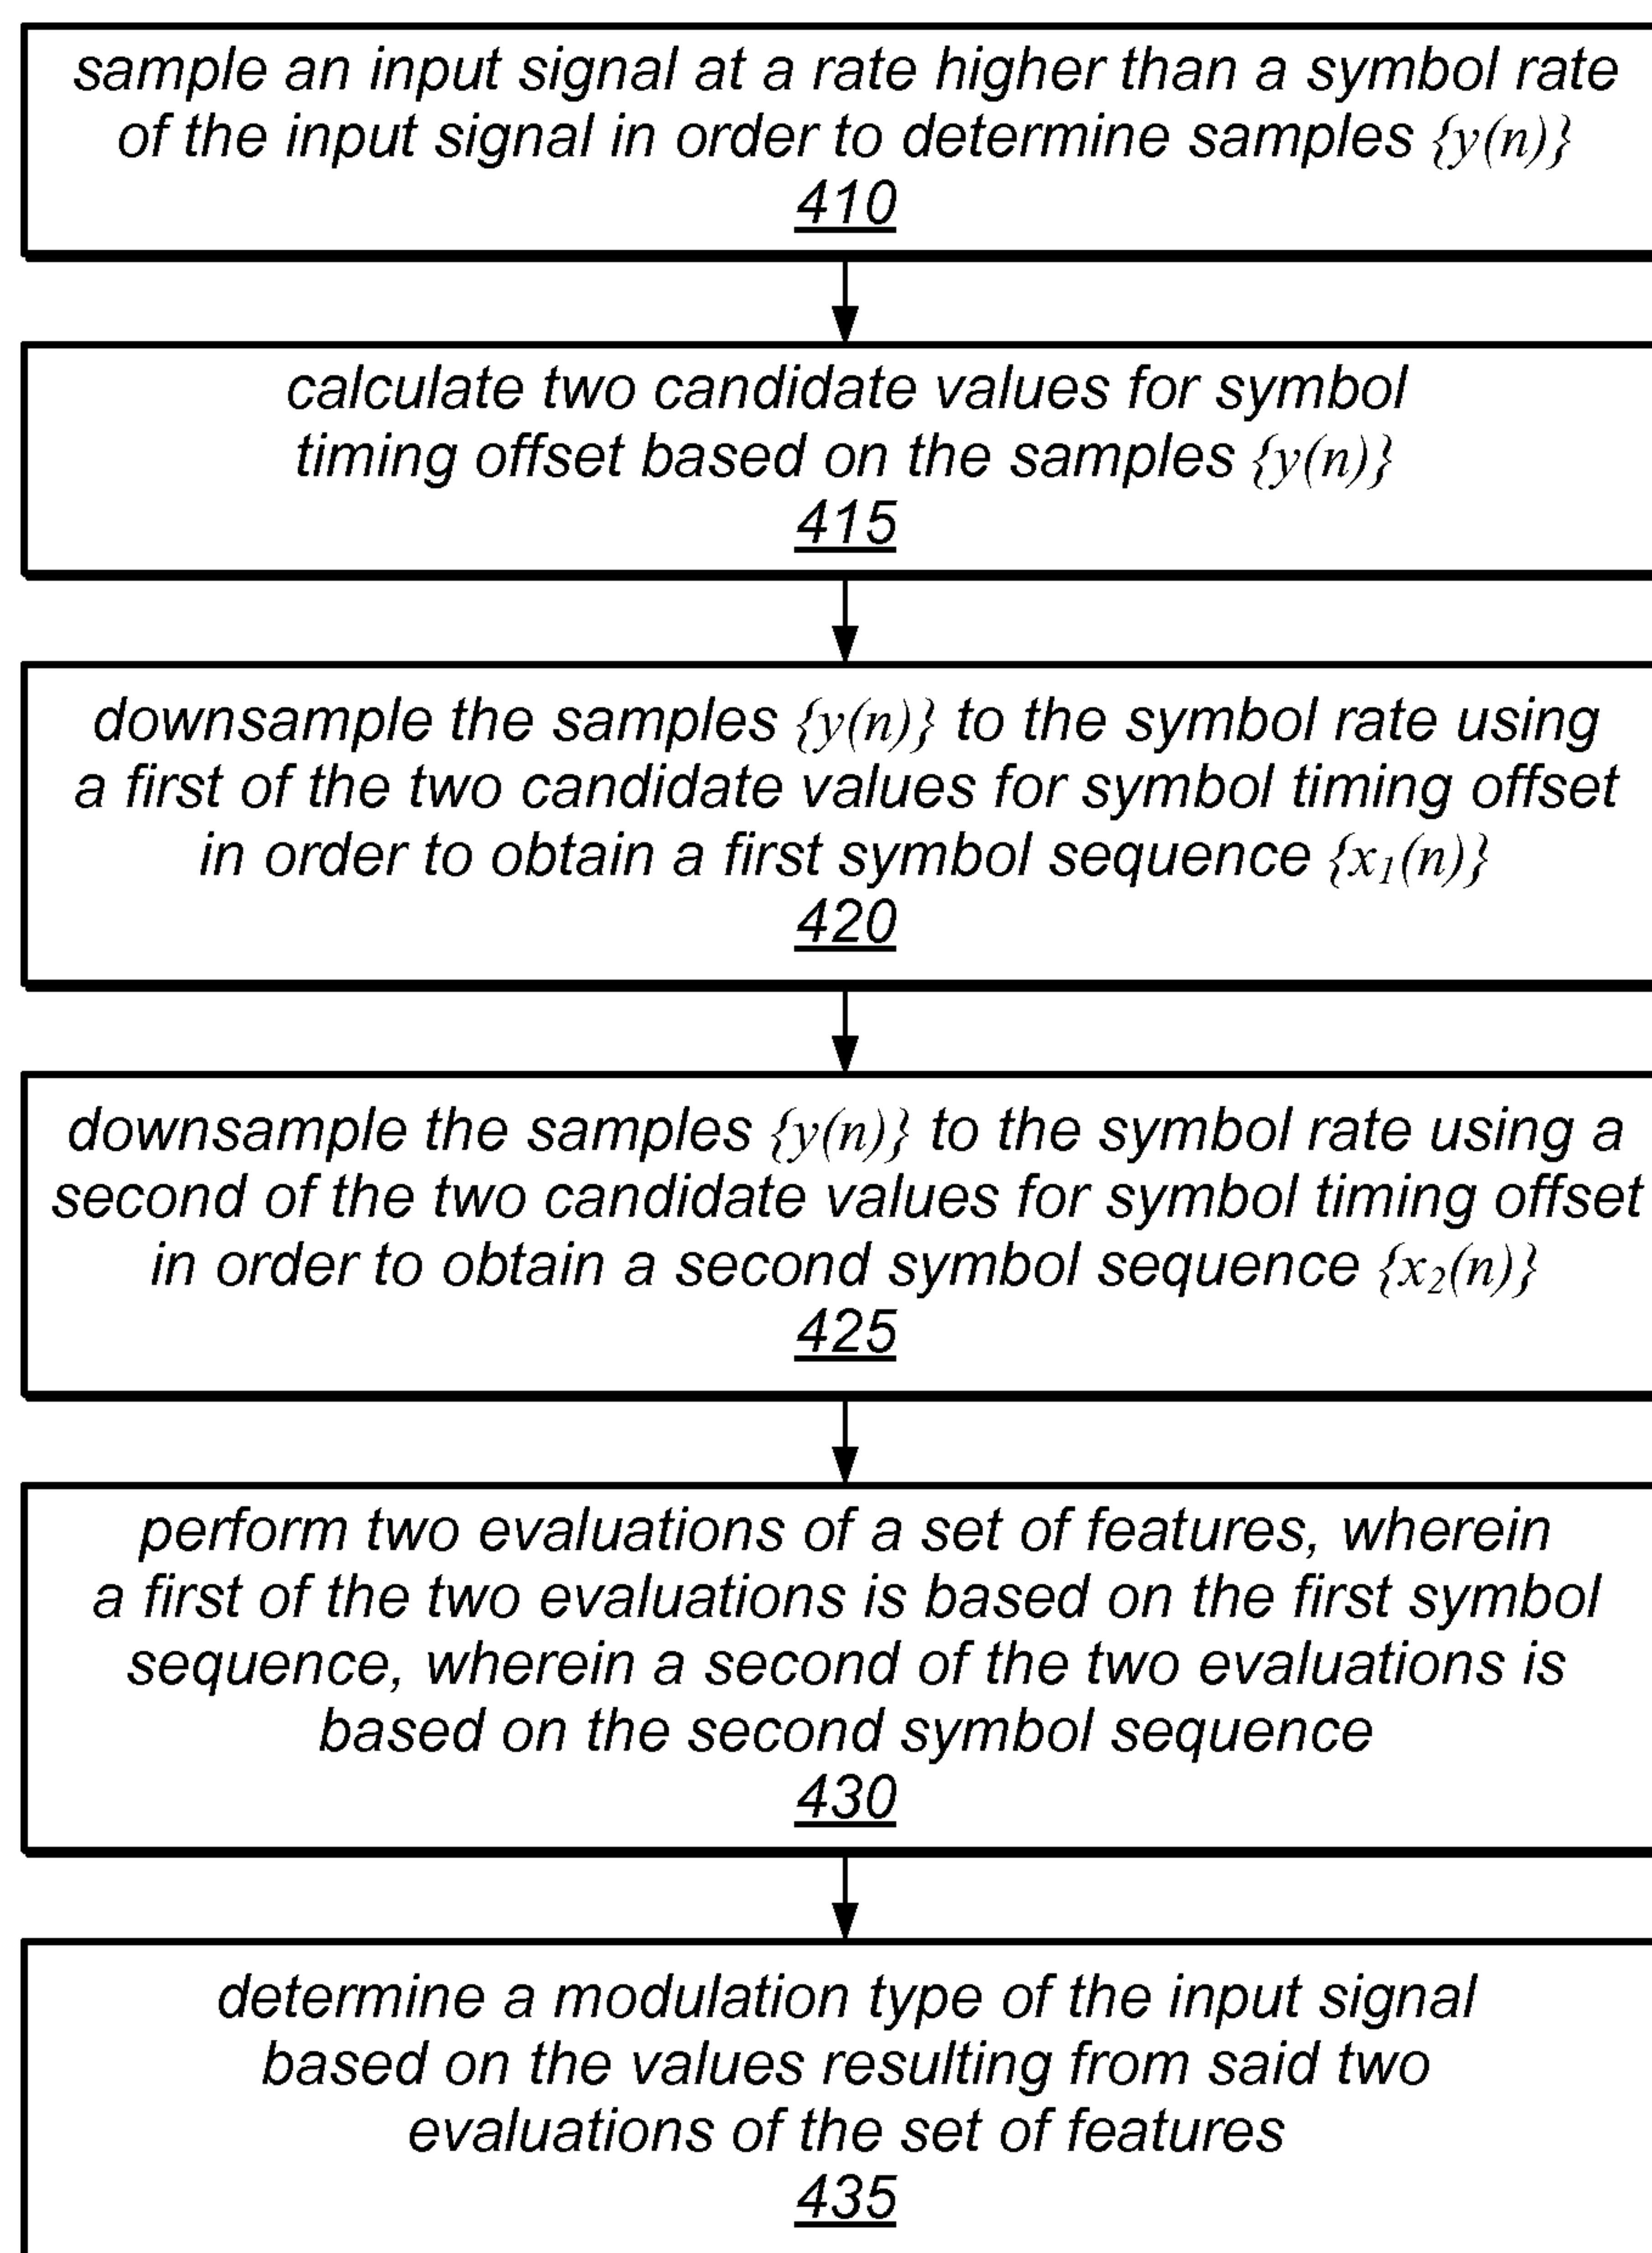 sample an input signal at a rate higher than a symbol rate
of the input signal in order to determine samples {y(n)}
410
calculate two candidate values for symbol
timing offset based on the samples {y(n)}
415
downsample the samples {y(n)} to the symbol rate using
a first of the two candidate values for symbol timing offset
in order to obtain a first symbol sequence {x₁(n)}
420
downsample the samples {y(n)} to the symbol rate using a
second of the two candidate values for symbol timing offset
in order to obtain a second symbol sequence {x₂(n)}
425
perform two evaluations of a set of features, wherein
a first of the two evaluations is based on the first symbol
sequence, wherein a second of the two evaluations is
based on the second symbol sequence
430
determine a modulation type of the input signal
based on the values resulting from said two
evaluations of the set of features
435